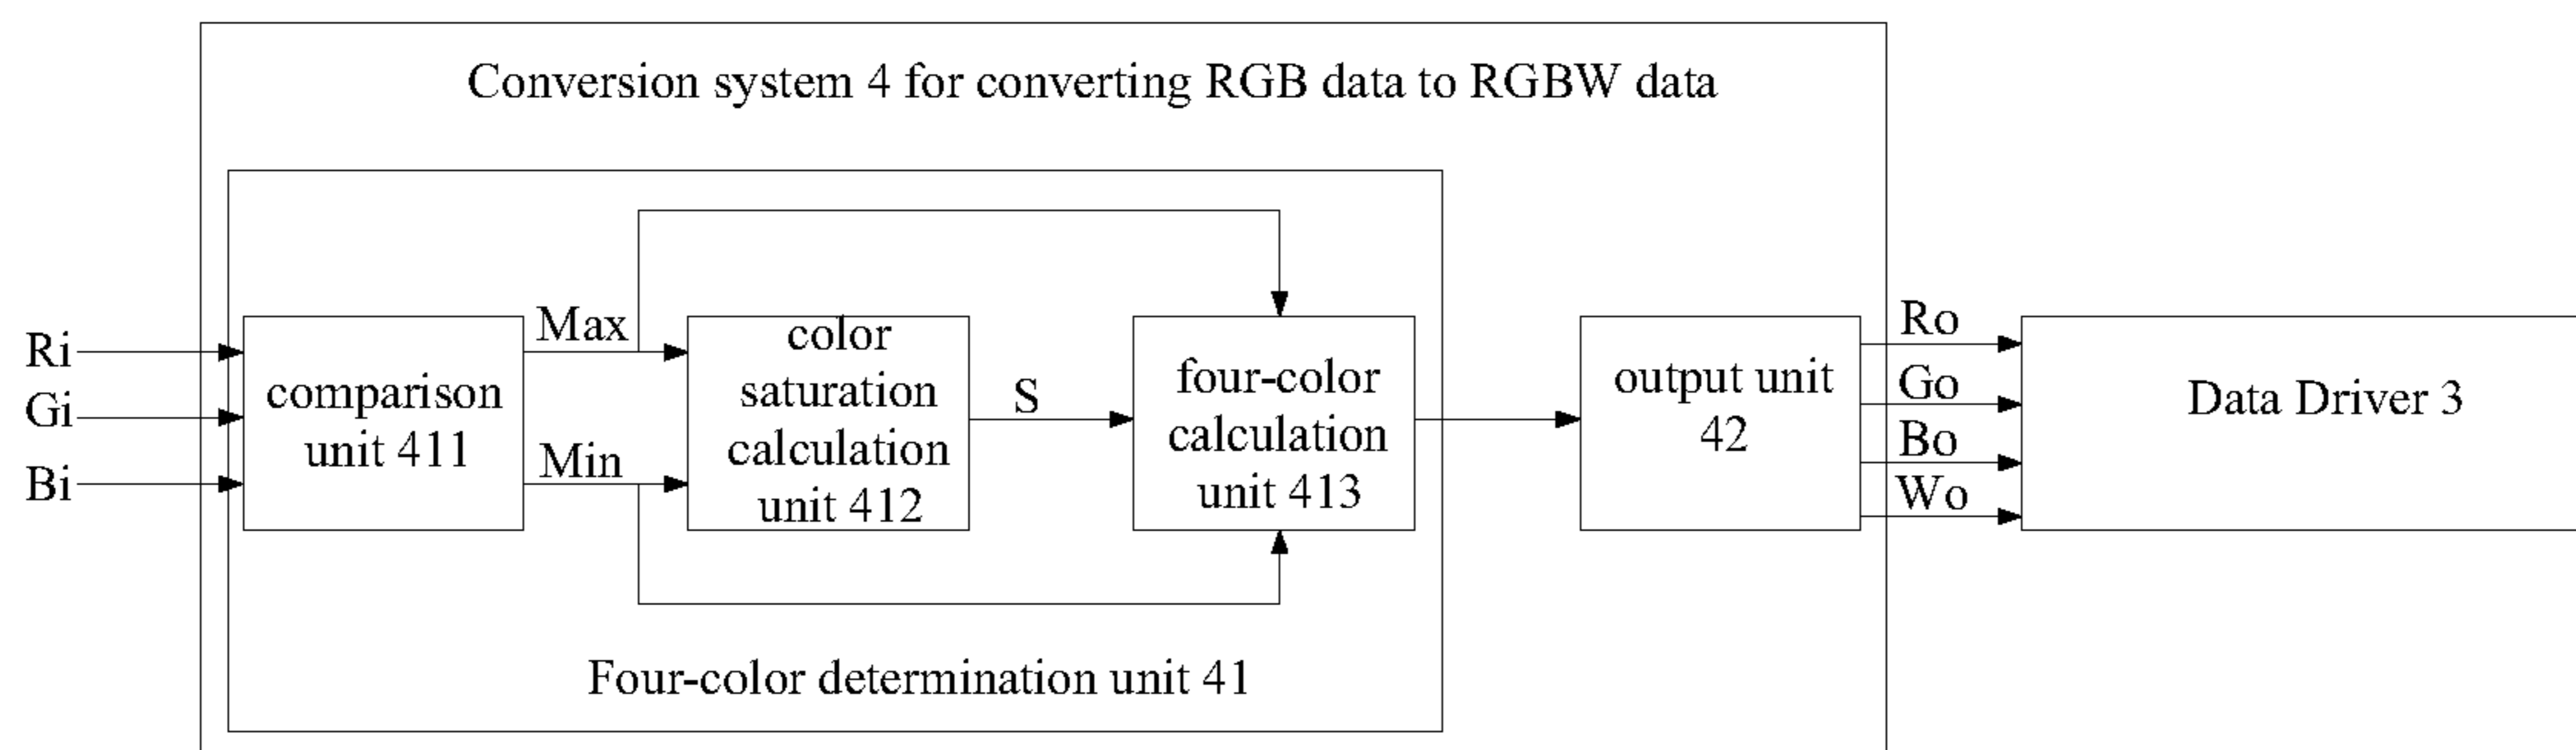 Conversion system 4 for converting RGB data to RGBW data
Ri
Gi
Bi
comparison
unit 411
Max
Min
color
saturation
calculation
unit 412
S
four-color
calculation
unit 413
output unit
42
Ro
Go
Bo
Wo
Data Driver 3
Four-color determination unit 41